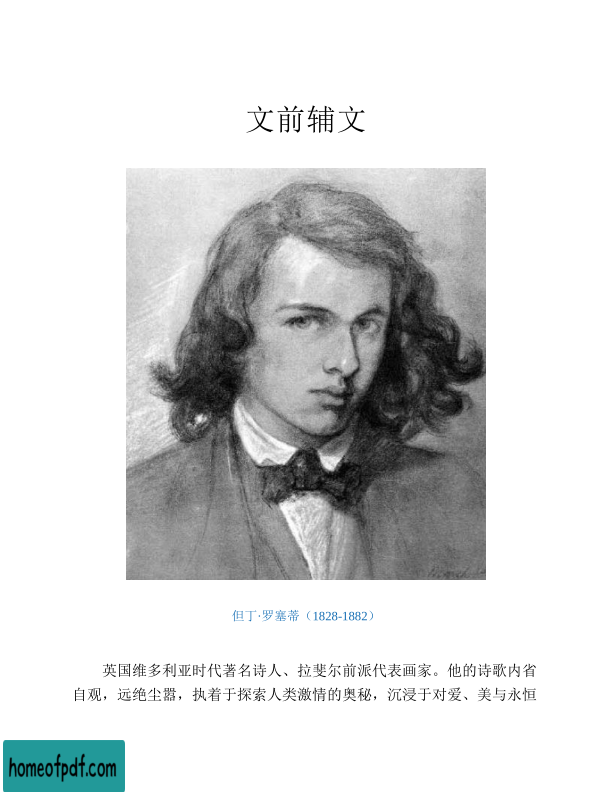 文前辅文
但丁·罗塞蒂（1828-1882）
英国维多利亚时代著名诗人、拉斐尔前派代表画家。他的诗歌内省
自观，远绝尘嚣，执着于探索人类激情的奥秘，沉浸于对爱、美与永恒
homeofpdf.com